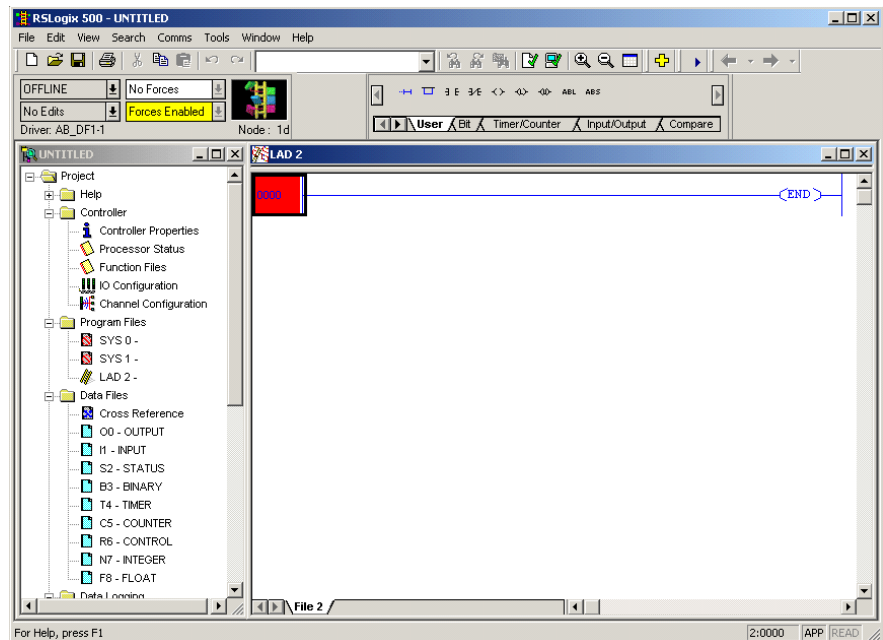 RSLogix 500 - UNTITLED
File Edit View Search Comms Tools Window Help
OFFLINE No Forces
No Edits Forces Enabled
Driver: AB_DF1-1 Node : 1d
ABL ABS
User Bit Timer/Counter Input/Output Compare
UNTITLED
Project
Help
Controller
Controller Properties
Processor Status
Function Files
IO Configuration
Channel Configuration
Program Files
SYS 0 -
SYS 1 -
LAD 2 -
Data Files
Cross Reference
O0 - OUTPUT
I1 - INPUT
S2 - STATUS
B3 - BINARY
T4 - TIMER
C5 - COUNTER
R6 - CONTROL
N7 - INTEGER
F8 - FLOAT
Data Logging
LAD 2
0000
END
File 2
For Help, press F1
2:0000 APP READ